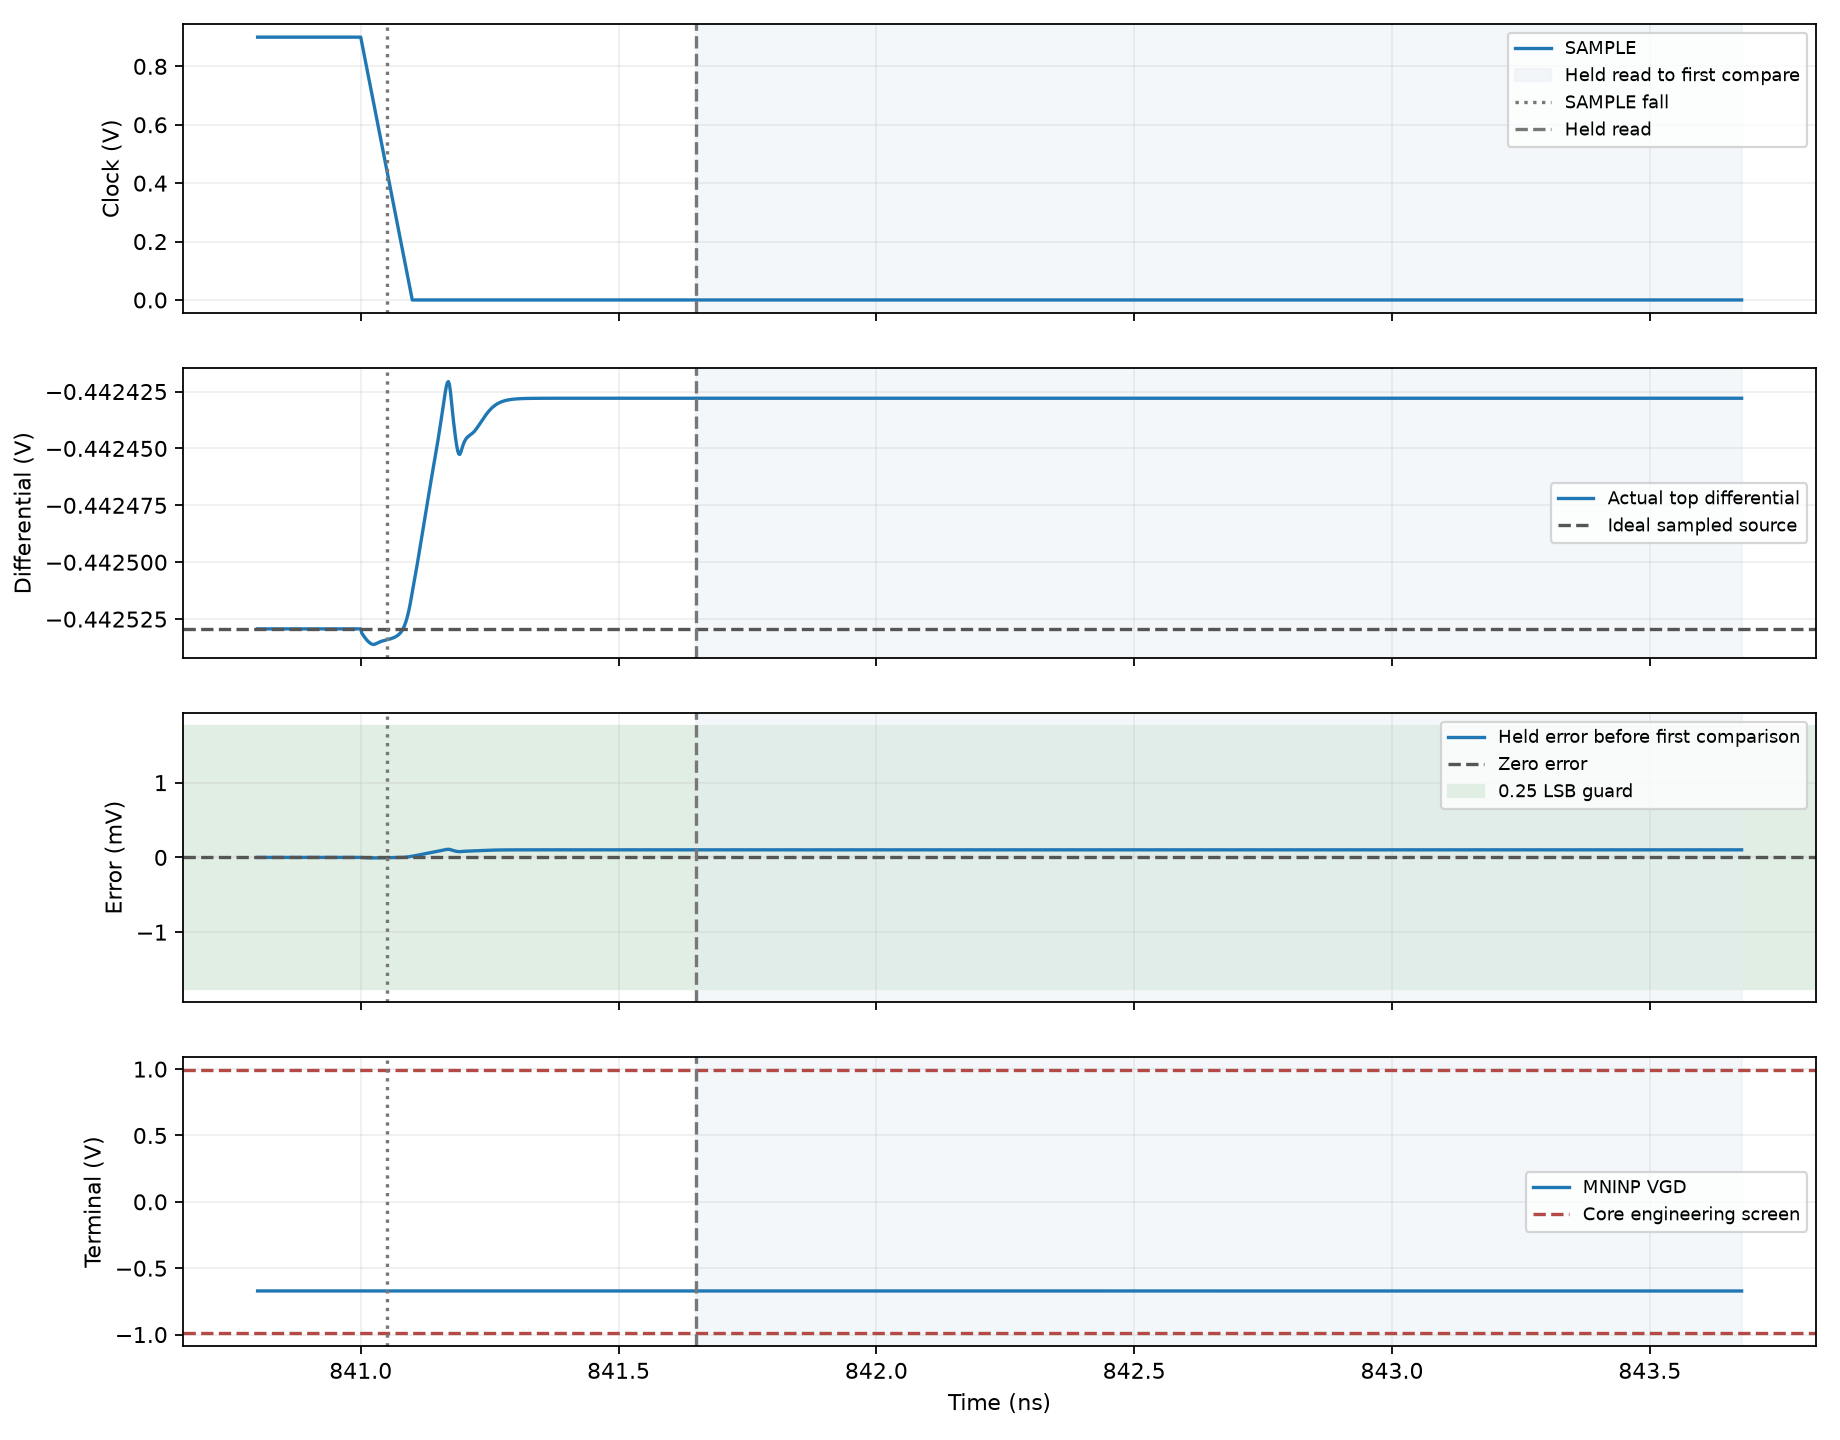 Clock (V)
0.8
0.6
0.4
0.2
0.0
SAMPLE
Held read to first compare
SAMPLE fall
Held read
Differential (V)
−0.442425
−0.442450
−0.442475
−0.442500
−0.442525
Actual top differential
Ideal sampled source
Error (mV)
1
0
−1
Held error before first comparison
Zero error
0.25 LSB guard
Terminal (V)
1.0
0.5
0.0
−0.5
−1.0
MNINP VGD
Core engineering screen
841.0 841.5 842.0 842.5 843.0 843.5
Time (ns)